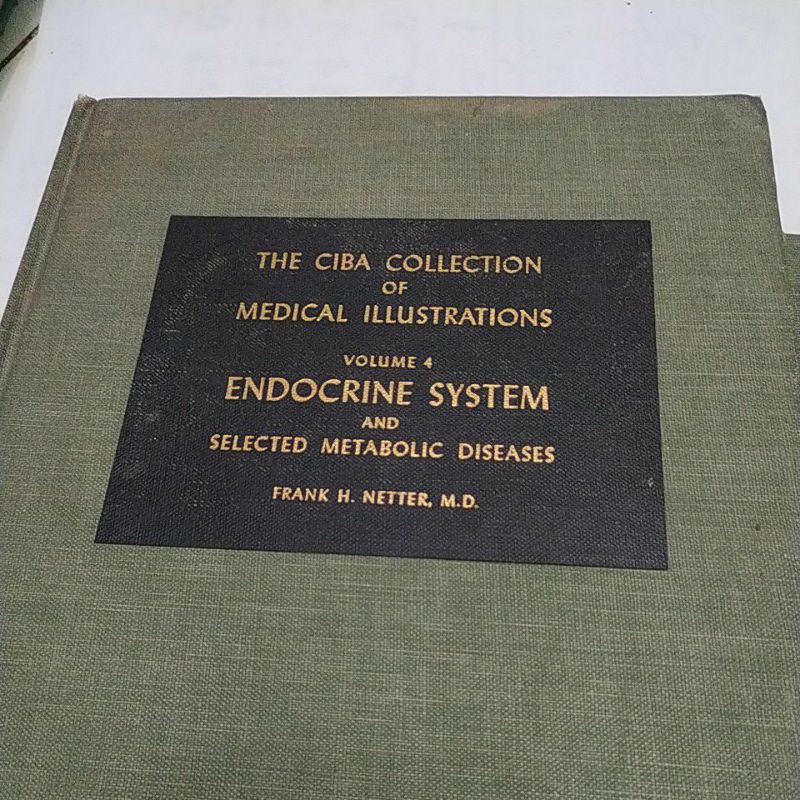 THE CIBA COLLECTION
OF
MEDICAL ILLUSTRATIONS
VOLUME 4
ENDOCRINE SYSTEM
AND
SELECTED METABOLIC DISEASES
FRANK H. NETTER, M.D.